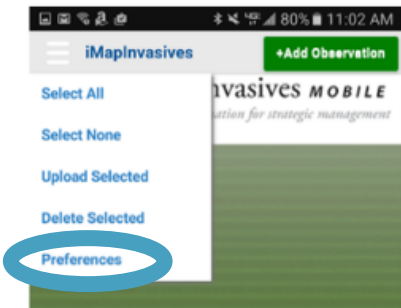 80% 11:02 AM
iMapInvasives +Add Observation
Select All
nvasives MOBILE
ation for strategic management
Select None
Upload Selected
Delete Selected
Preferences